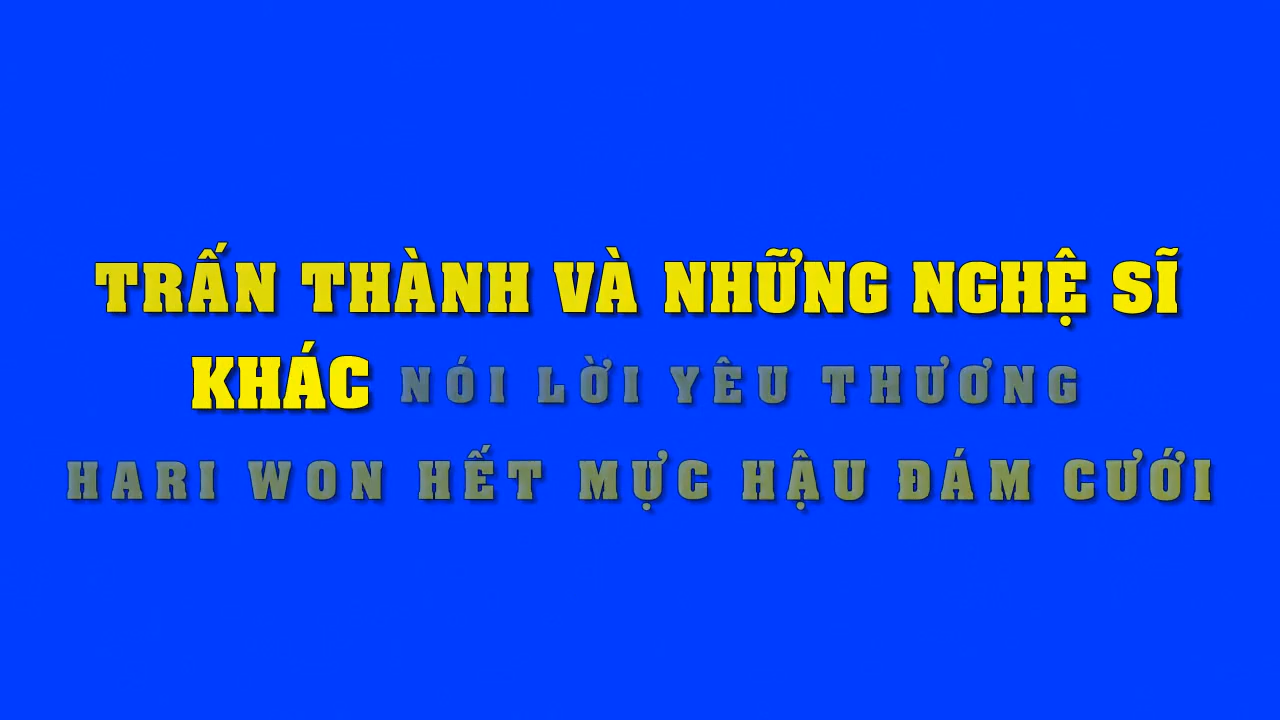 TRẤN THÀNH VÀ NHỮNG NGHỆ SĨ
KHÁC NÓI LỜI YÊU THƯƠNG
HARI WON HẾT MỰC HẬU ĐÁM CƯỚI